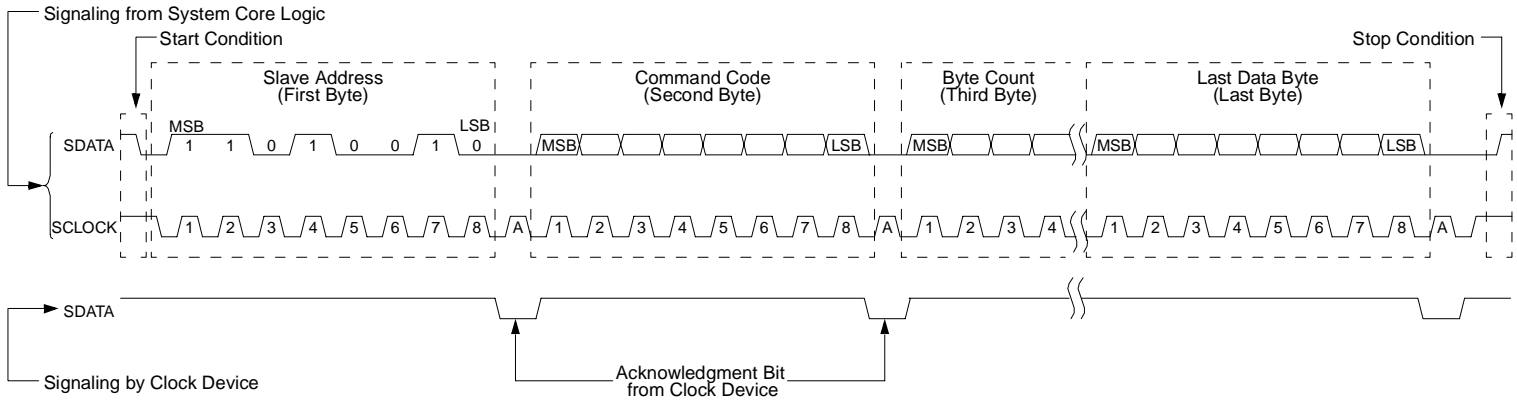 Signaling from System Core Logic
Start Condition
Stop Condition
Slave Address
(First Byte)
Command Code
(Second Byte)
Byte Count
(Third Byte)
Last Data Byte
(Last Byte)
MSB
LSB
SDATA
1 1 0 1 0 0 1 0
MSB
LSB
MSB
MSB
LSB
SCLOCK
1 2 3 4 5 6 7 8 A
1 2 3 4 5 6 7 8 A
1 2 3 4
1 2 3 4 5 6 7 8 A
SDATA
Signaling by Clock Device
Acknowledgment Bit
from Clock Device